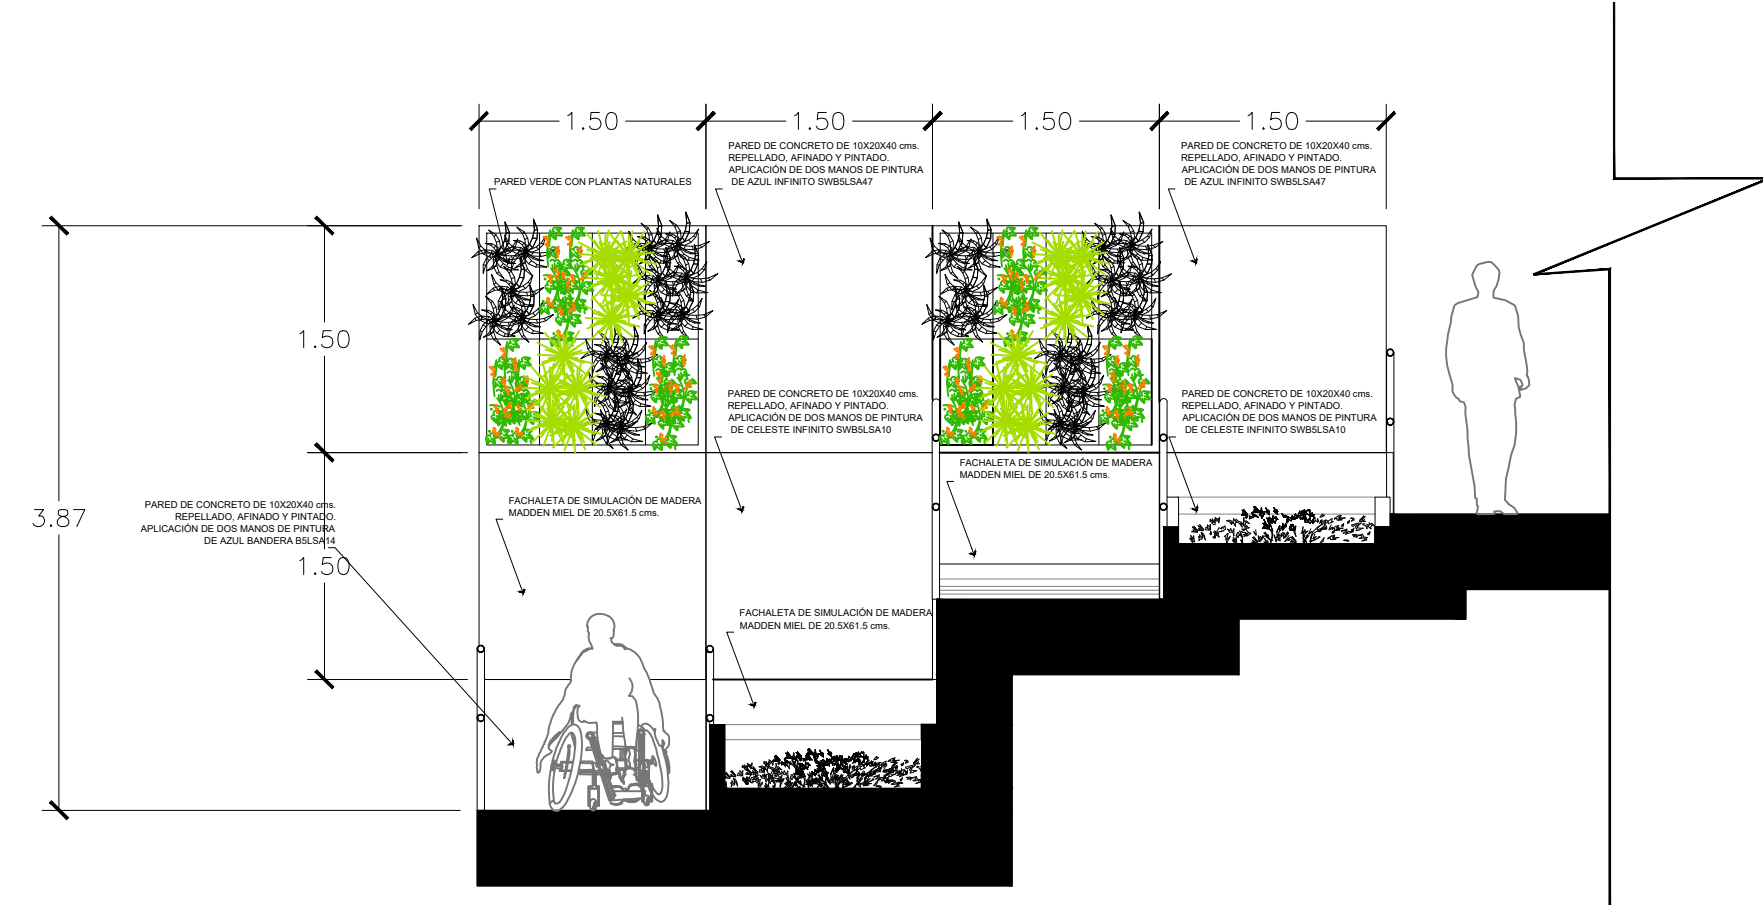 1.50
1.50
1.50
1.50
PARED DE CONCRETO DE 10X20X40 cms.
REPELLADO, AFINADO Y PINTADO.
APLICACIÓN DE DOS MANOS DE PINTURA
DE AZUL INFINITO SWB5LSA47
PARED DE CONCRETO DE 10X20X40 cms.
REPELLADO, AFINADO Y PINTADO.
APLICACIÓN DE DOS MANOS DE PINTURA
DE AZUL INFINITO SWB5LSA47
PARED VERDE CON PLANTAS NATURALES
1.50
PARED DE CONCRETO DE 10X20X40 cms.
REPELLADO, AFINADO Y PINTADO.
APLICACIÓN DE DOS MANOS DE PINTURA
DE CELESTE INFINITO SWB5LSA10
PARED DE CONCRETO DE 10X20X40 cms.
REPELLADO, AFINADO Y PINTADO.
APLICACIÓN DE DOS MANOS DE PINTURA
DE CELESTE INFINITO SWB5LSA10
FACHALETA DE SIMULACIÓN DE MADERA
MADDEN MIEL DE 20.5X61.5 cms.
3.87
PARED DE CONCRETO DE 10X20X40 cms.
REPELLADO, AFINADO Y PINTADO.
APLICACIÓN DE DOS MANOS DE PINTURA
DE AZUL BANDERA B5LSA14
FACHALETA DE SIMULACIÓN DE MADERA
MADDEN MIEL DE 20.5X61.5 cms.
1.50
FACHALETA DE SIMULACIÓN DE MADERA
MADDEN MIEL DE 20.5X61.5 cms.